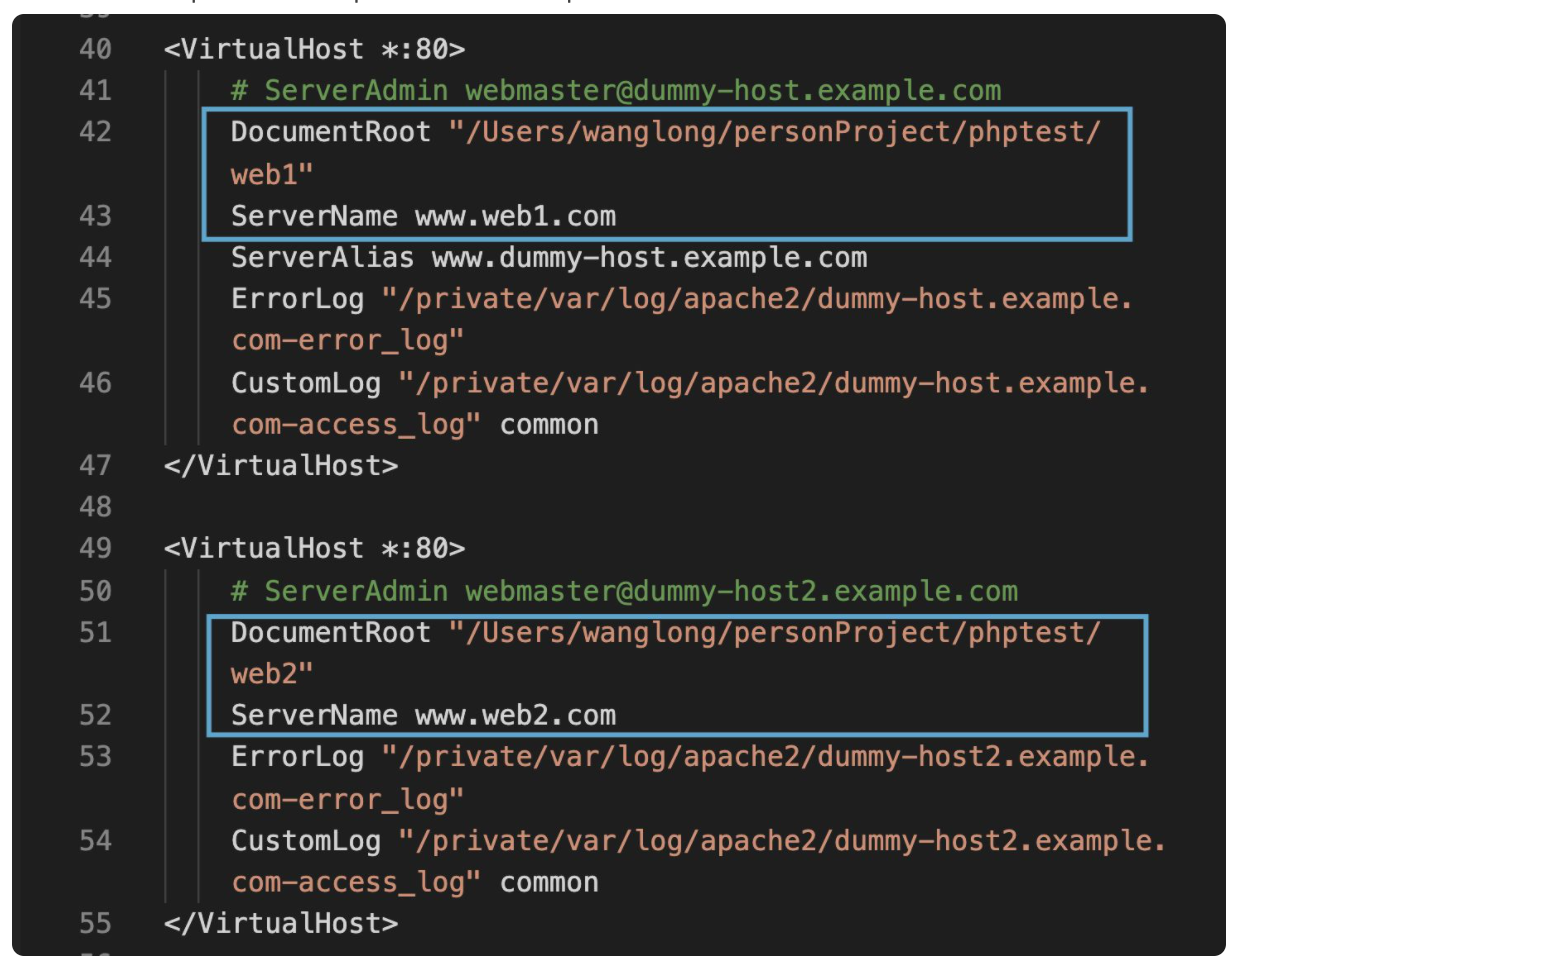 40 <VirtualHost *:80>
41 # ServerAdmin webmaster@dummy-host.example.com
42 DocumentRoot "/Users/wanglong/personProject/phptest/
web1"
43 ServerName www.web1.com
44 ServerAlias www.dummy-host.example.com
45 ErrorLog "/private/var/log/apache2/dummy-host.example.
com-error_log"
46 CustomLog "/private/var/log/apache2/dummy-host.example.
com-access_log" common
47 </VirtualHost>
48
49 <VirtualHost *:80>
50 # ServerAdmin webmaster@dummy-host2.example.com
51 DocumentRoot "/Users/wanglong/personProject/phptest/
web2"
52 ServerName www.web2.com
53 ErrorLog "/private/var/log/apache2/dummy-host2.example.
com-error_log"
54 CustomLog "/private/var/log/apache2/dummy-host2.example.
com-access_log" common
55 </VirtualHost>